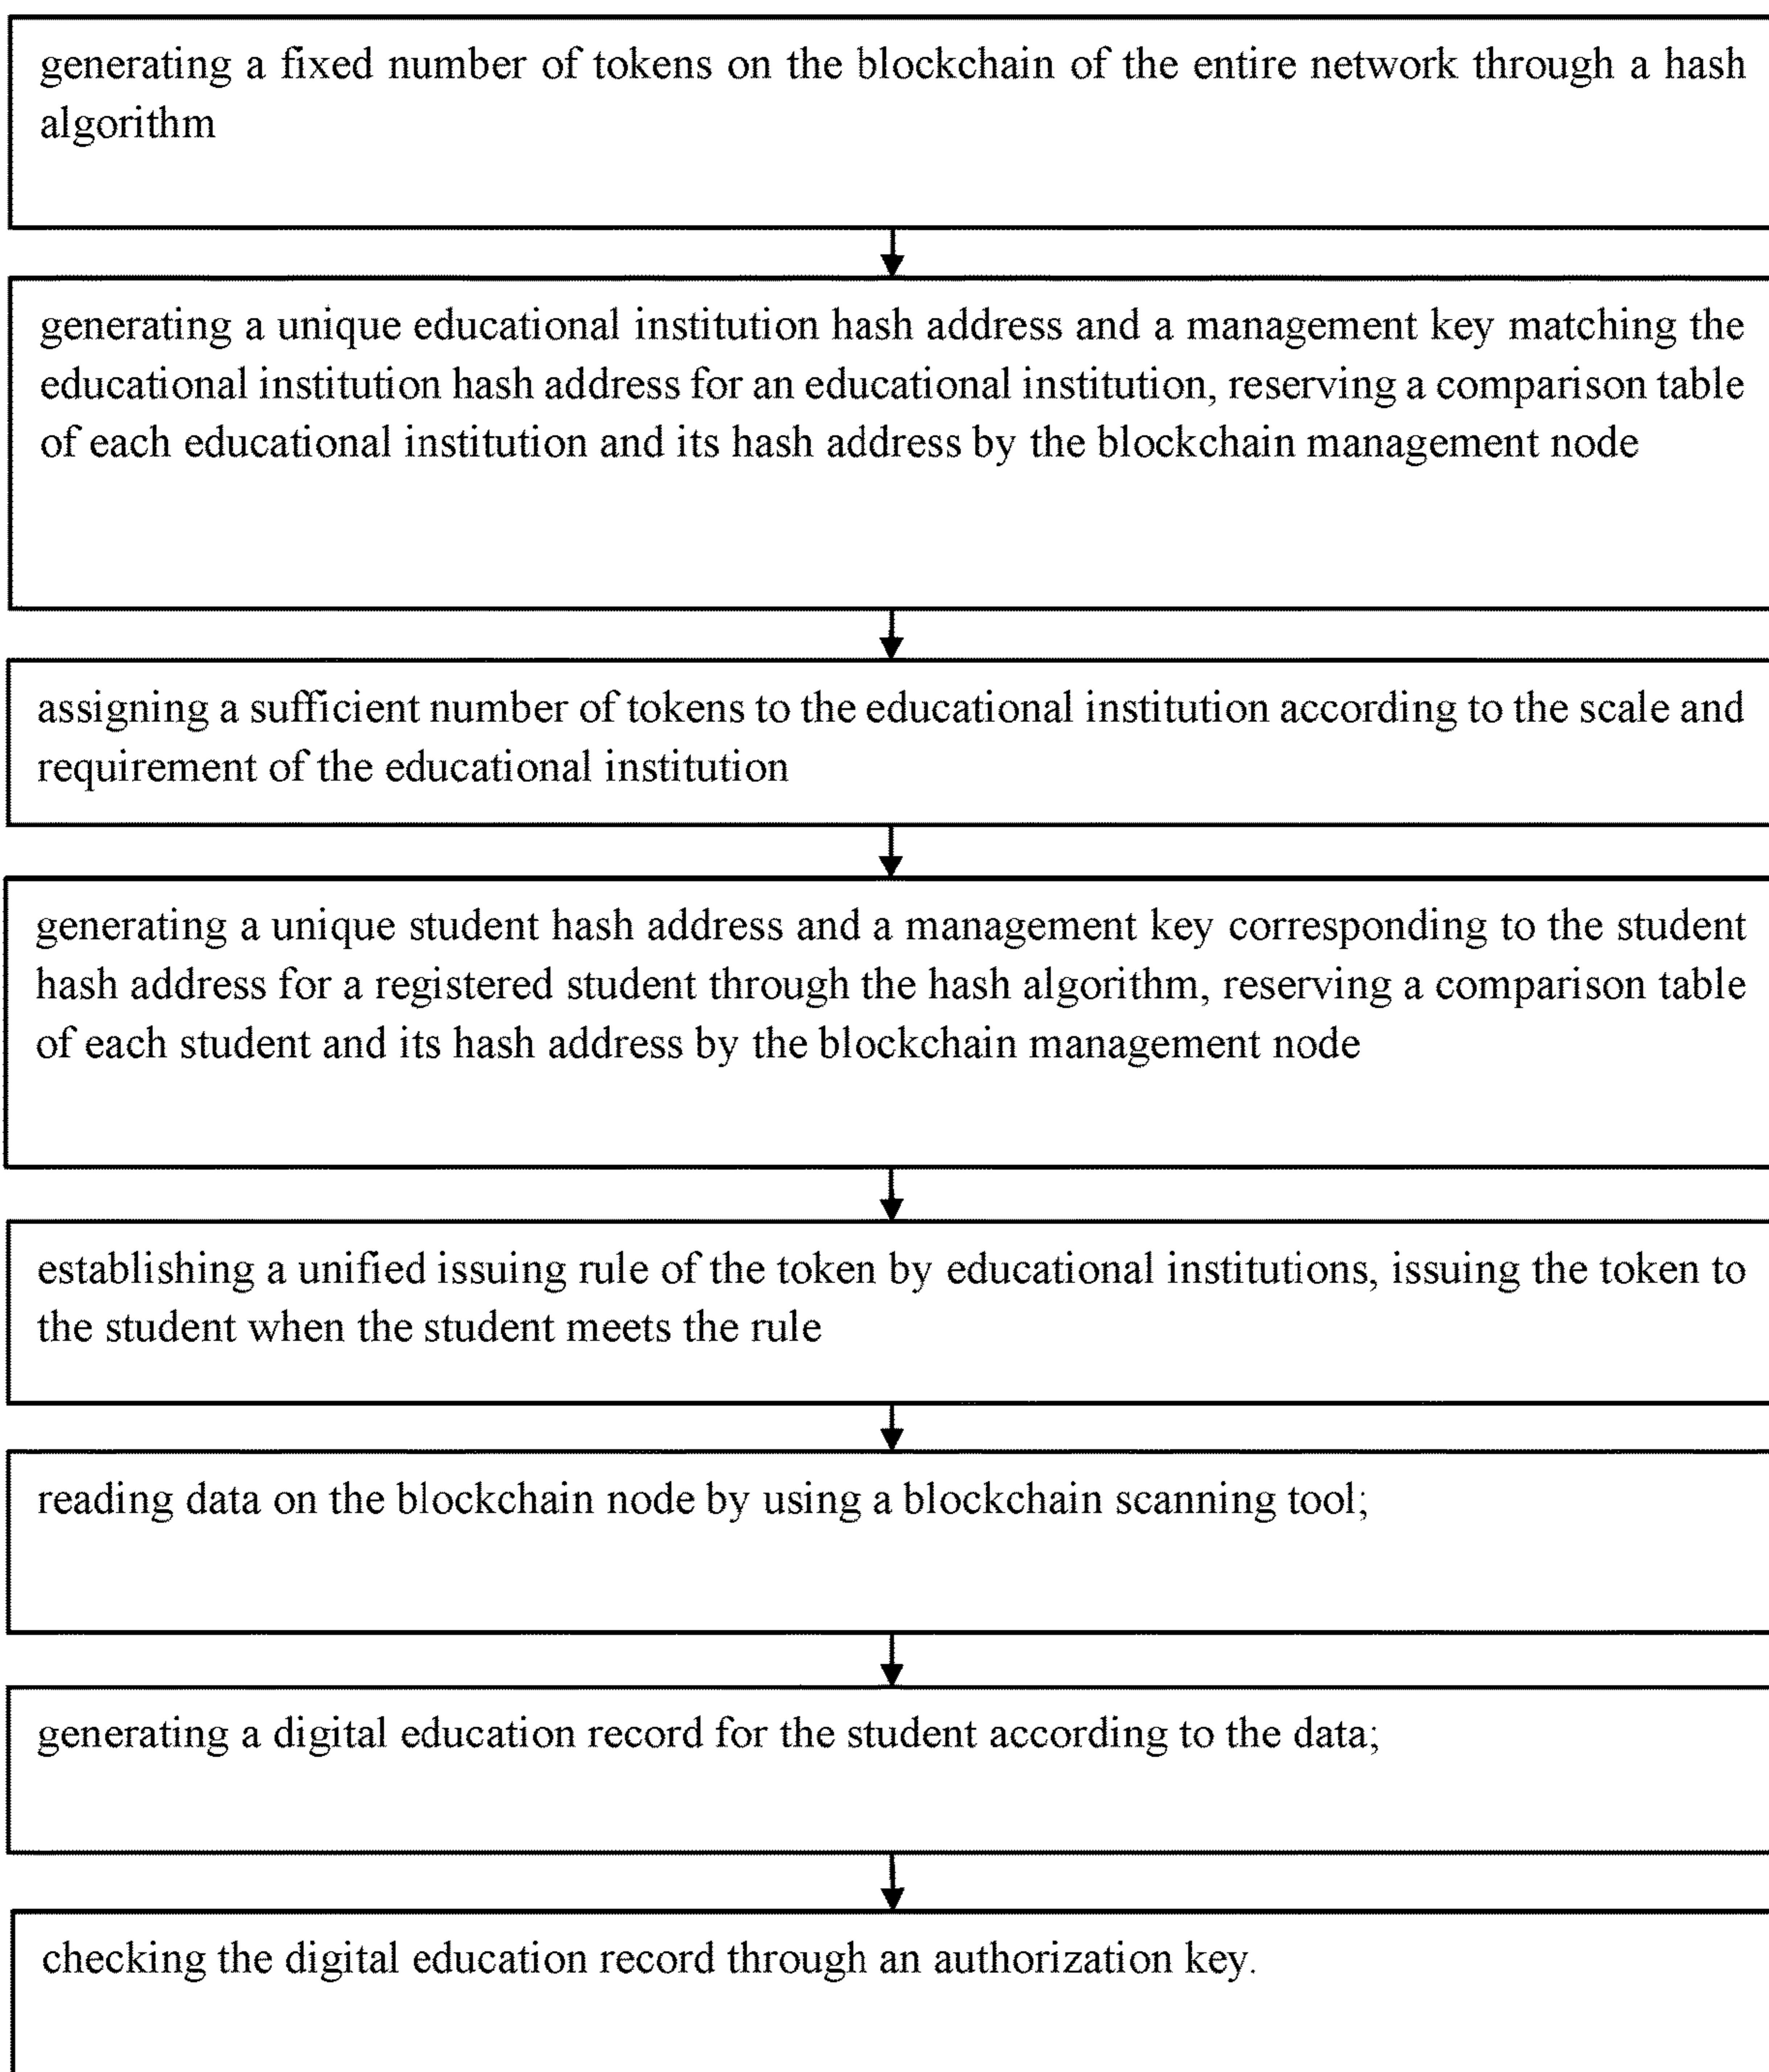 generating a fixed number of tokens on the blockchain of the entire network through a hash
algorithm
generating a unique educational institution hash address and a management key matching the
educational institution hash address for an educational institution, reserving a comparison table
of each educational institution and its hash address by the blockchain management node
assigning a sufficient number of tokens to the educational institution according to the scale and
requirement of the educational institution
generating a unique student hash address and a management key corresponding to the student
hash address for a registered student through the hash algorithm, reserving a comparison table
of each student and its hash address by the blockchain management node
establishing a unified issuing rule of the token by educational institutions, issuing the token to
the student when the student meets the rule
reading data on the blockchain node by using a blockchain scanning tool;
generating a digital education record for the student according to the data;
checking the digital education record through an authorization key.